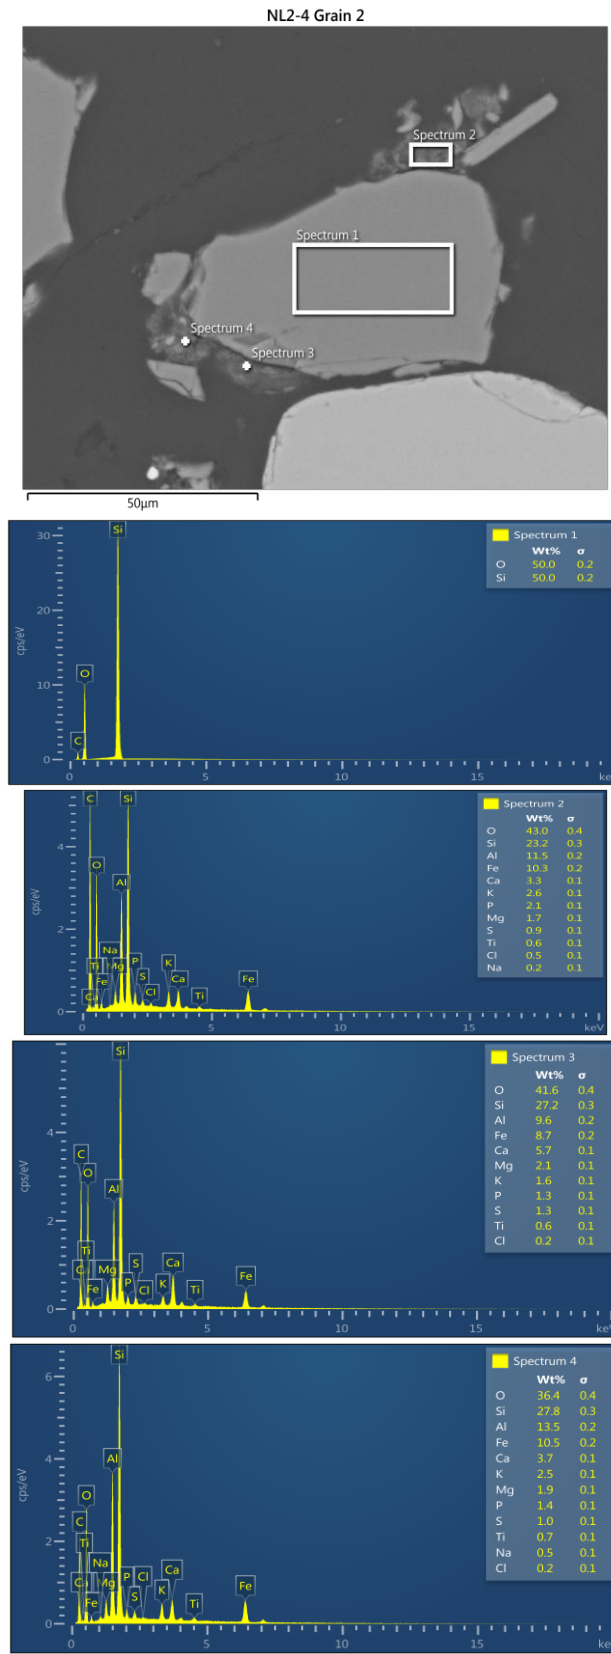 NL2-4 Grain 2
Spectrum 2
Spectrum 1
Spectrum 4
Spectrum 3
50µm
Spectrum 1
Wt% σ
O 50.0 0.2
Si 50.0 0.2
Si
O
C
cps/eV
30
20
10
0
0 5 10 15 ke
Spectrum 2
Wt% σ
O 43.0 0.4
Si 23.2 0.3
Al 11.5 0.2
Fe 10.3 0.2
Ca 3.3 0.1
K 2.6 0.1
P 2.1 0.1
Mg 1.7 0.1
S 0.9 0.1
Ti 0.6 0.1
Cl 0.5 0.1
Na 0.2 0.1
C Si
O Al
Na P K
Ti Mg S Ca Fe
Fe Cl Ti
Ca
cps/eV
4
2
0
0 5 10 15 keV
Spectrum 3
Wt% σ
O 41.6 0.4
Si 27.2 0.3
Al 9.6 0.2
Fe 8.7 0.2
Ca 5.7 0.1
Mg 2.1 0.1
K 1.6 0.1
P 1.3 0.1
S 1.3 0.1
Ti 0.6 0.1
Cl 0.2 0.1
Si
C
O Al
Ti S Ca
Ca Mg P K Fe
Fe Cl Ti
cps/eV
4
2
0
0 5 10 15 ke
Spectrum 4
Wt% σ
O 36.4 0.4
Si 27.8 0.3
Al 13.5 0.2
Fe 10.5 0.2
Ca 3.7 0.1
K 2.5 0.1
Mg 1.9 0.1
P 1.4 0.1
S 1.0 0.1
Ti 0.7 0.1
Na 0.5 0.1
Cl 0.2 0.1
Si
Al
O
C
Ti Na P Cl Ca
Ca Mg K Fe
Fe S Ti
cps/eV
6
4
2
0
0 5 10 15 ke